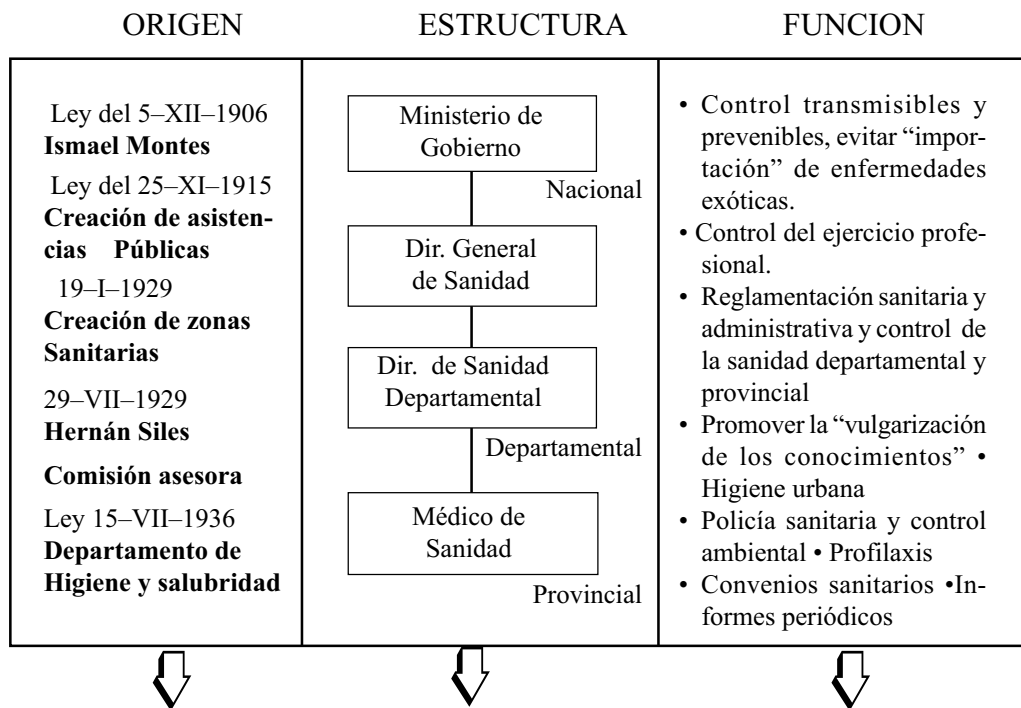 ORIGEN
ESTRUCTURA
FUNCION
Ley del 5–XII–1906
Ismael Montes
Ley del 25–XI–1915
Creación de asisten-
cias Públicas
19–I–1929
Creación de zonas
Sanitarias
29–VII–1929
Hernán Siles
Comisión asesora
Ley 15–VII–1936
Departamento de
Higiene y salubridad
Ministerio de
Gobierno
Nacional
Dir. General
de Sanidad
Dir. de Sanidad
Departamental
Departamental
Médico de
Sanidad
Provincial
• Control transmisibles y
prevenibles, evitar “impor-
tación” de enfermedades
exóticas.
• Control del ejercicio profe-
sional.
• Reglamentación sanitaria y
administrativa y control de
la sanidad departamental y
provincial
• Promover la “vulgarización
de los conocimientos” •
Higiene urbana
• Policía sanitaria y control
ambiental • Profilaxis
• Convenios sanitarios •In-
formes periódicos